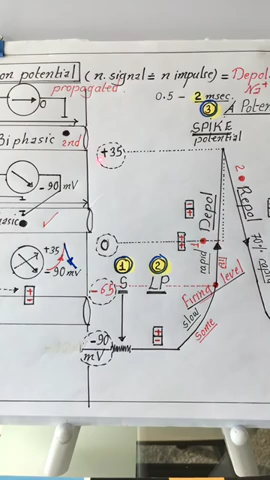 on potential (n. signal = n impulse) = Depol
propagated
0
0.5 - 2 msec.
3 A Poten
SPIKE
potential
Biphasic 2nd
+35
-90 mV
2 Repol
70% rapid
Depol
0
rapid
1 2
S LP
+35
-90 mV
-65
Firing level
slow
Some
-90
mV